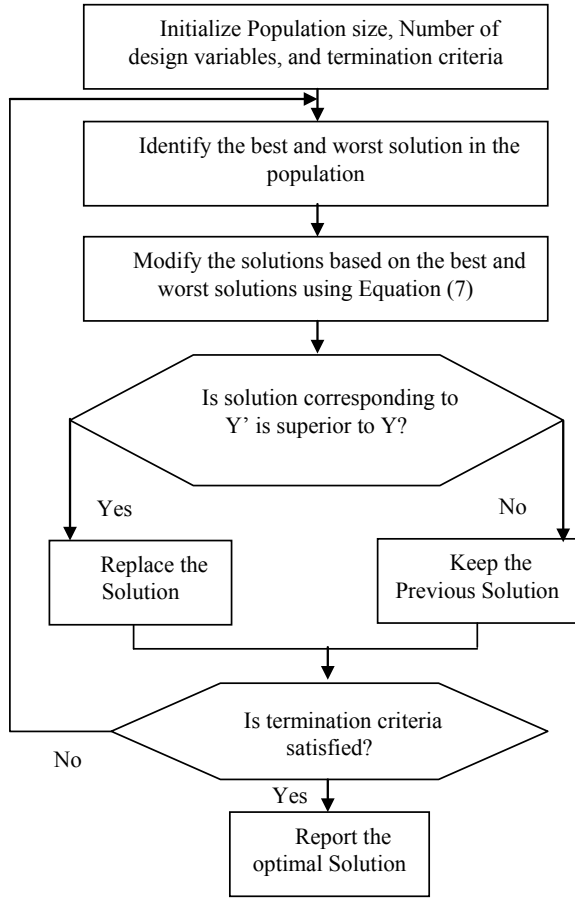 Initialize Population size, Number of
design variables, and termination criteria
Identify the best and worst solution in the
population
Modify the solutions based on the best and
worst solutions using Equation (7)
Is solution corresponding to
Y’ is superior to Y?
Yes
No
Replace the
Solution
Keep the
Previous Solution
Is termination criteria
satisfied?
No
Yes
Report the
optimal Solution